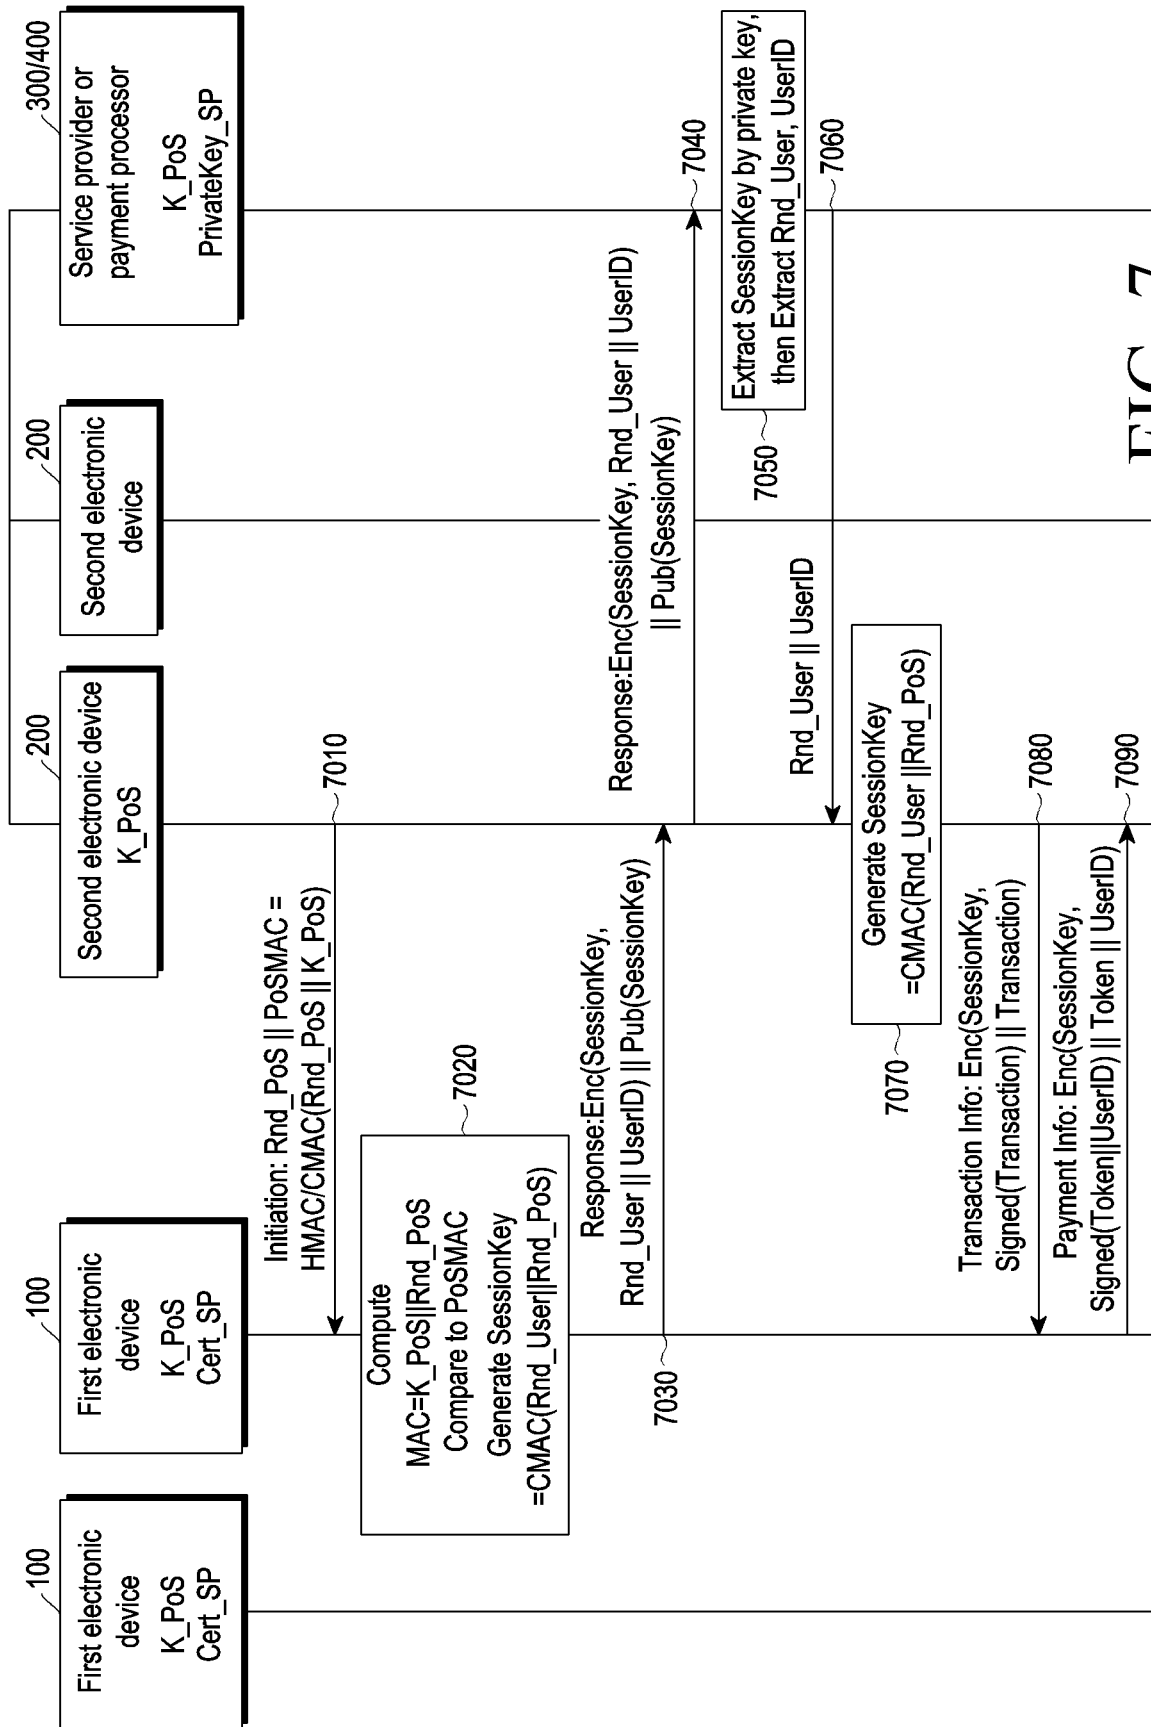 100
First electronic
device
K_PoS
Cert_SP
100
First electronic
device
K_PoS
Cert_SP
200
Second electronic device
K_PoS
200
Second electronic
device
300/400
Service provider or
payment processor
K_PoS
PrivateKey_SP
Initiation: Rnd_PoS || PoSMAC =
HMAC/CMAC(Rnd_PoS || K_PoS)
7010
Compute
MAC=K_PoS||Rnd_PoS
Compare to PoSMAC
Generate SessionKey
=CMAC(Rnd_User||Rnd_PoS)
7020
Response:Enc(SessionKey,
Rnd_User || UserID) || Pub(SessionKey)
7030
Response:Enc(SessionKey, Rnd_User || UserID)
|| Pub(SessionKey)
7040
Extract SessionKey by private key,
then Extract Rnd_User, UserID
7050
Rnd_User || UserID
7060
Generate SessionKey
=CMAC(Rnd_User ||Rnd_PoS)
7070
Transaction Info: Enc(SessionKey,
Signed(Transaction) || Transaction)
7080
Payment Info: Enc(SessionKey,
Signed(Token||UserID) || Token || UserID)
7090
FIG. 7